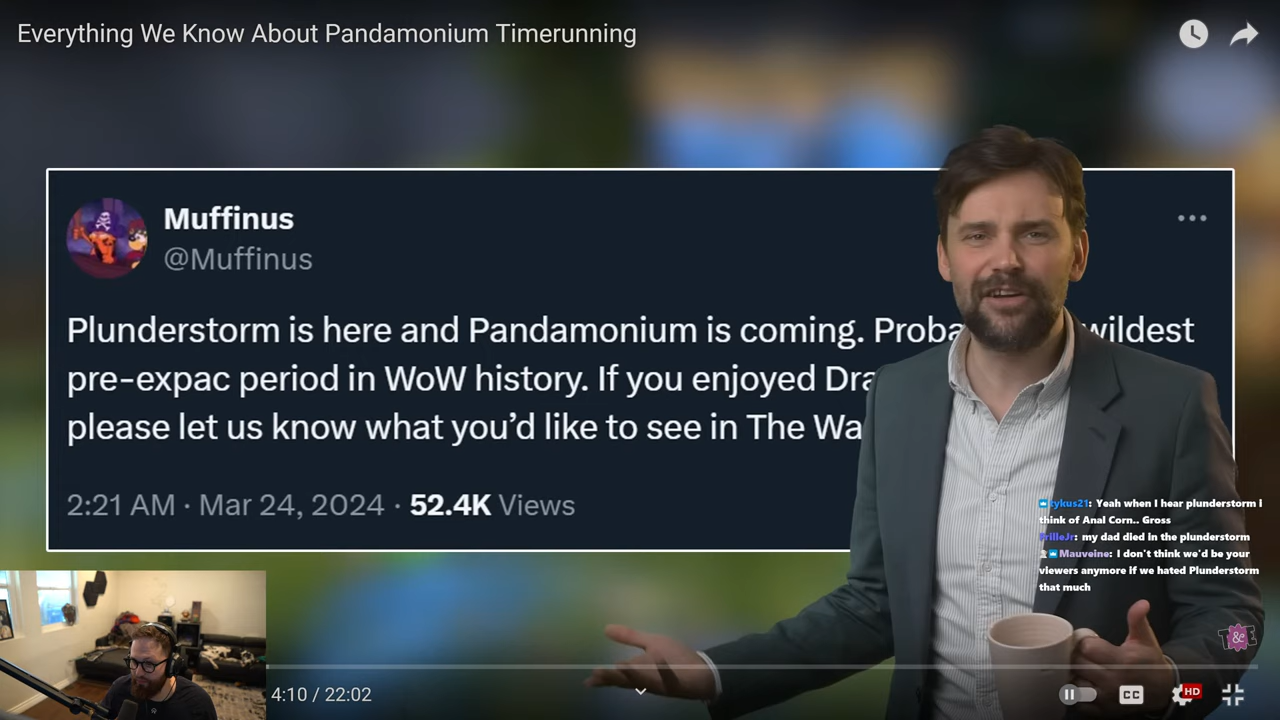 Everything We Know About Pandamonium Timerunning
Muffinus
@Muffinus
Plunderstorm is here and Pandamonium is coming. Proba wildest
pre-expac period in WoW history. If you enjoyed Dra
please let us know what you’d like to see in The Wa
2:21 AM · Mar 24, 2024 · 52.4K Views
zykus21: Yeah when I hear plunderstorm I
think of Anal Corn.. Gross
FrilleJr: my dad died in the plunderstorm
Mauveine: I don't think we'd be your
viewers anymore if we hated Plunderstorm
that much
T&E
4:10 / 22:02
CC
HD